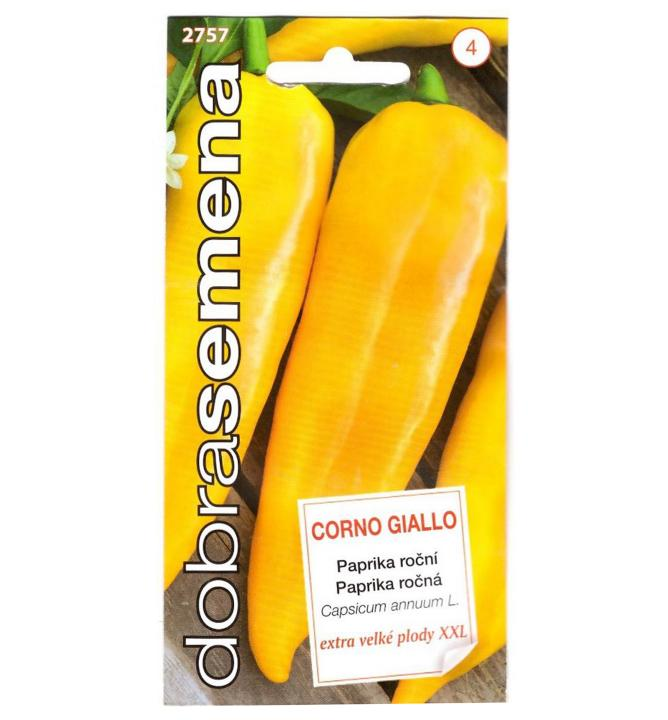 2757
4
dobrasemena
CORNO GIALLO
Paprika roční
Paprika ročná
Capsicum annuum L.
extra velké plody XXL